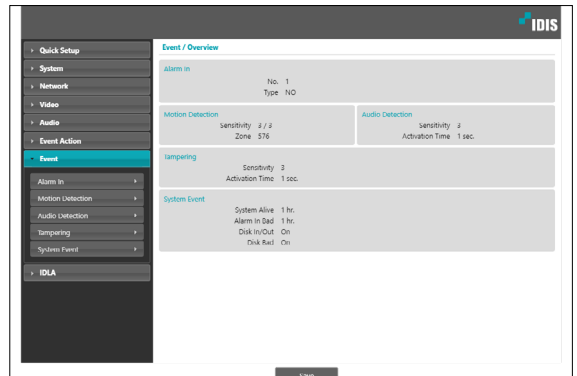 IDIS
Quick Setup
System
Network
Video
Audio
Event Action
Event
Alarm In
Motion Detection
Audio Detection
Tampering
System Event
IDLA
Event / Overview
Alarm In
No. 1
Type NO
Motion Detection
Sensitivity 3 / 3
Zone 576
Audio Detection
Sensitivity 3
Activation Time 1 sec.
Tampering
Sensitivity 3
Activation Time 1 sec.
System Event
System Alive 1 hr.
Alarm In Bad 1 hr.
Disk In/Out On
Disk Bad On
Save